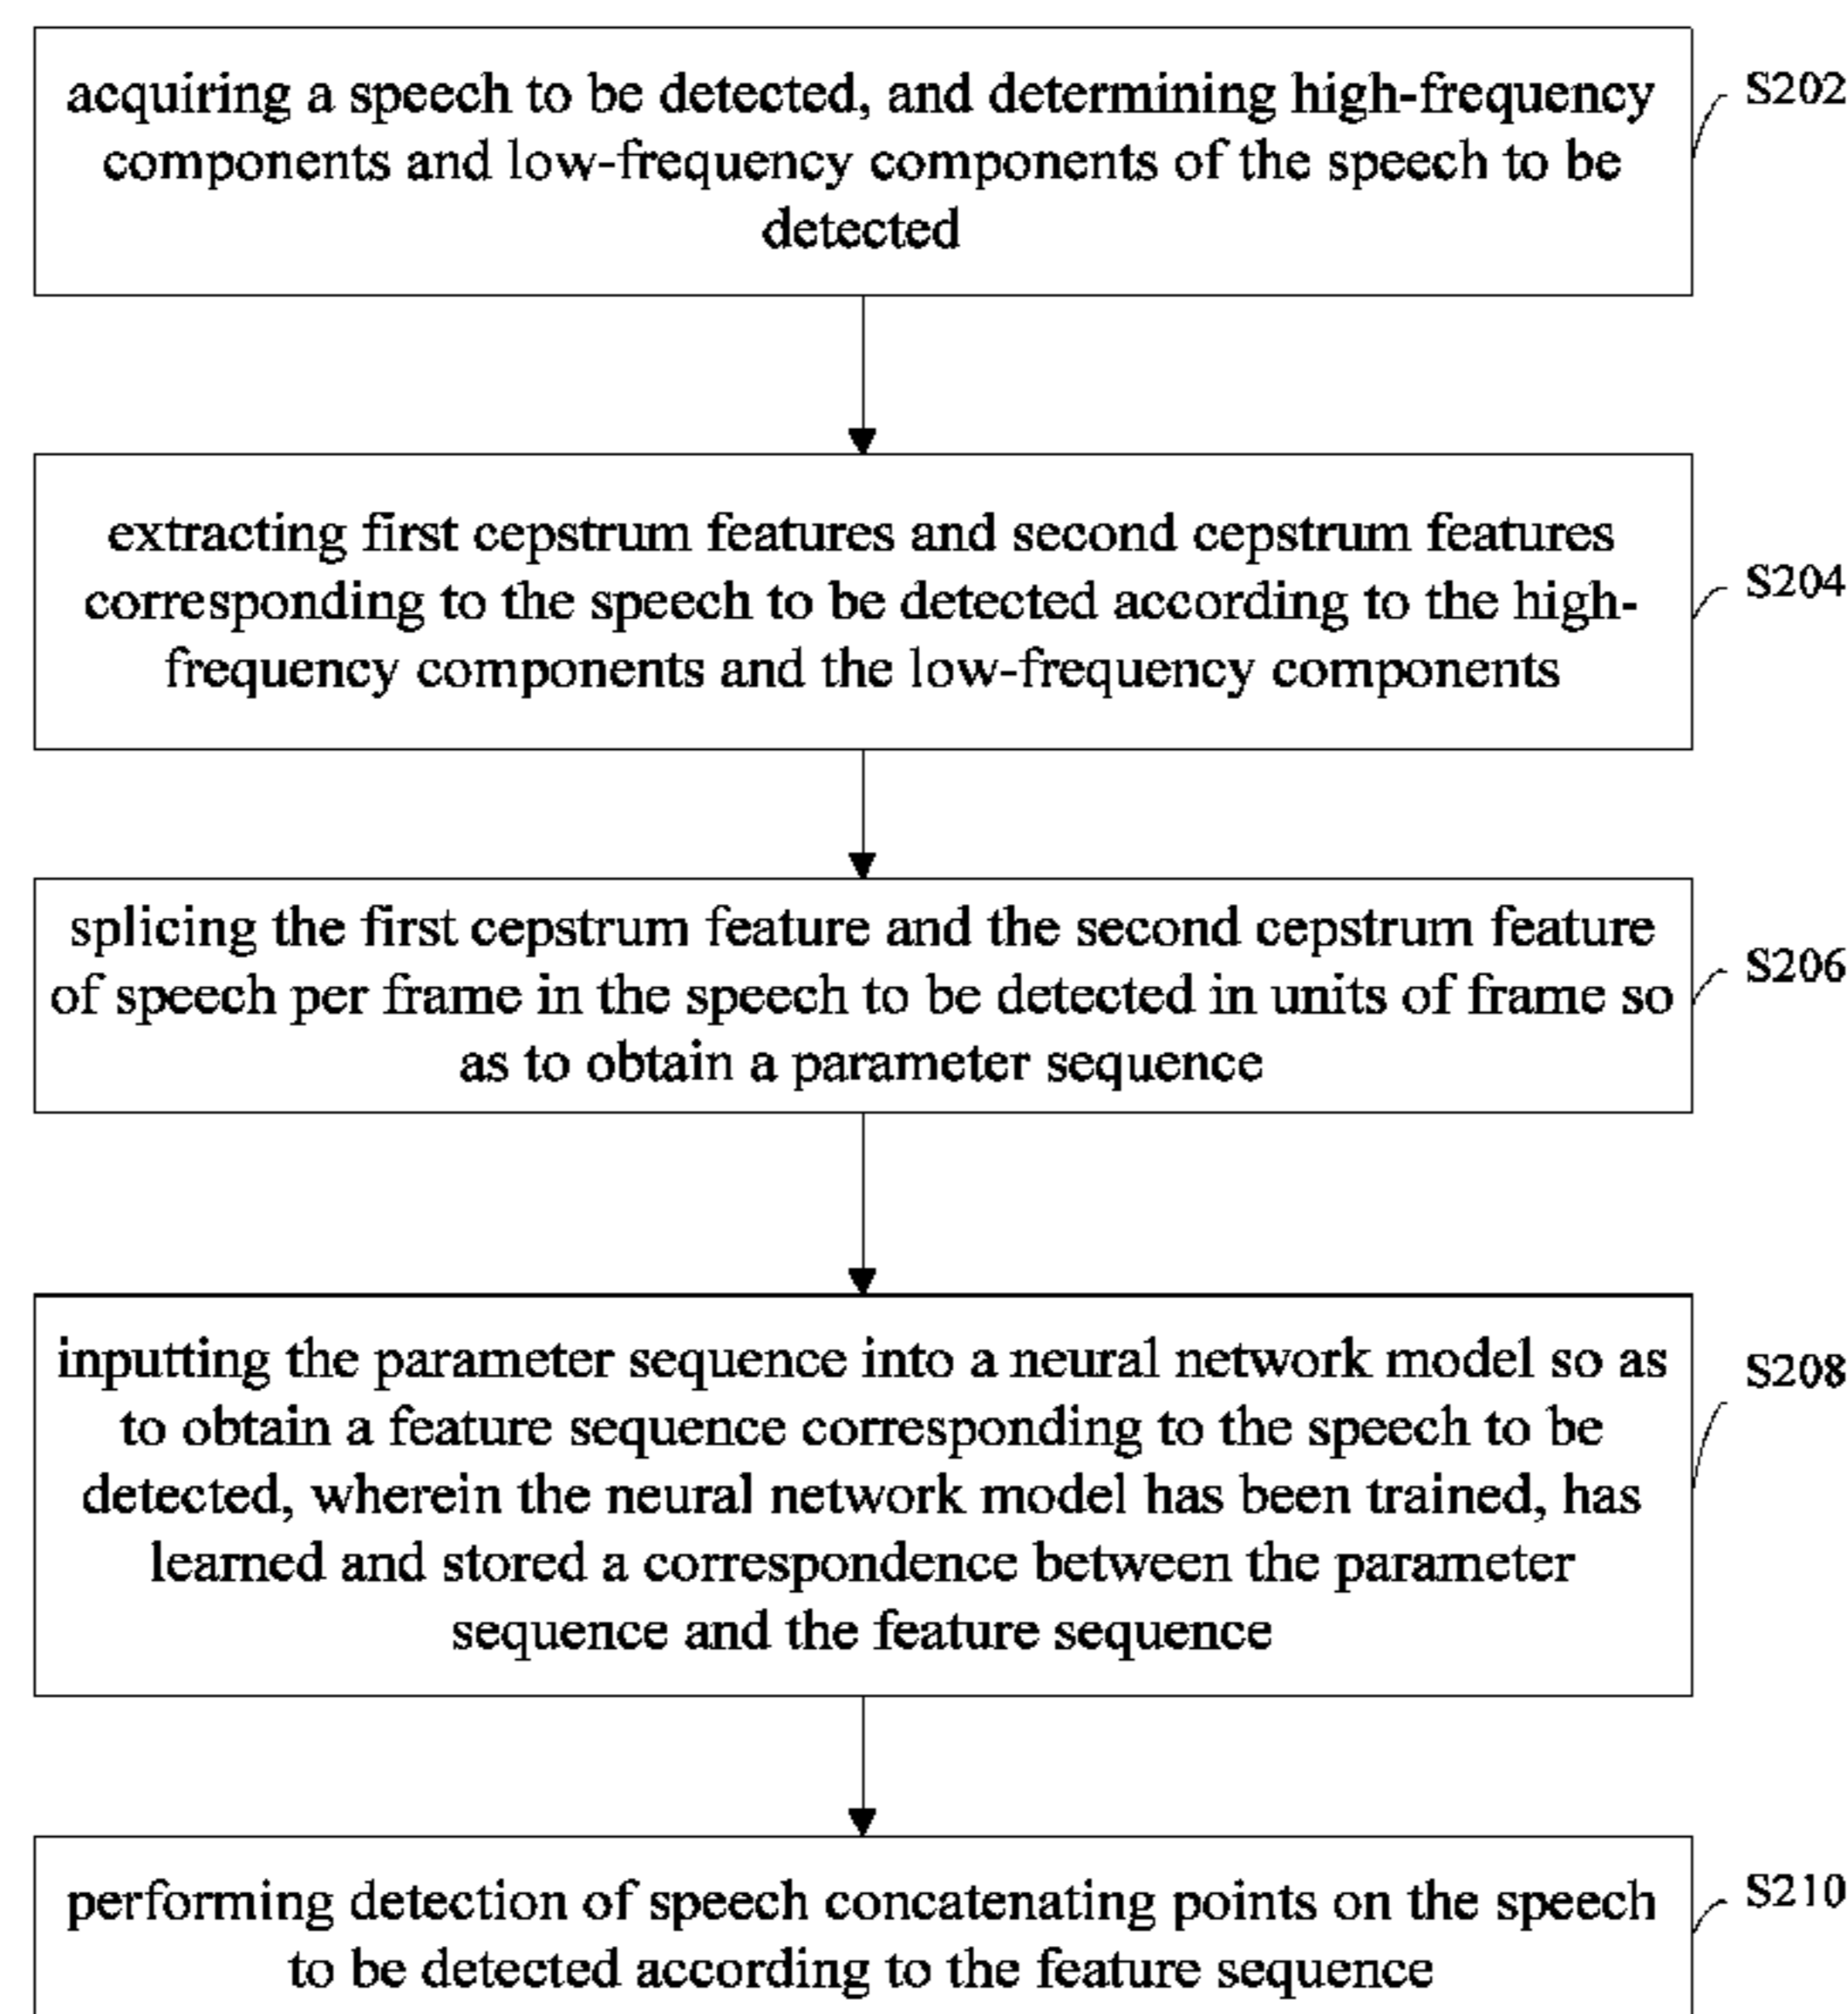 acquiring a speech to be detected, and determining high-frequency
components and low-frequency components of the speech to be
detected
S202
extracting first cepstrum features and second cepstrum features
corresponding to the speech to be detected according to the high-
frequency components and the low-frequency components
S204
splicing the first cepstrum feature and the second cepstrum feature
of speech per frame in the speech to be detected in units of frame so
as to obtain a parameter sequence
S206
inputting the parameter sequence into a neural network model so as
to obtain a feature sequence corresponding to the speech to be
detected, wherein the neural network model has been trained, has
learned and stored a correspondence between the parameter
sequence and the feature sequence
S208
performing detection of speech concatenating points on the speech
to be detected according to the feature sequence
S210